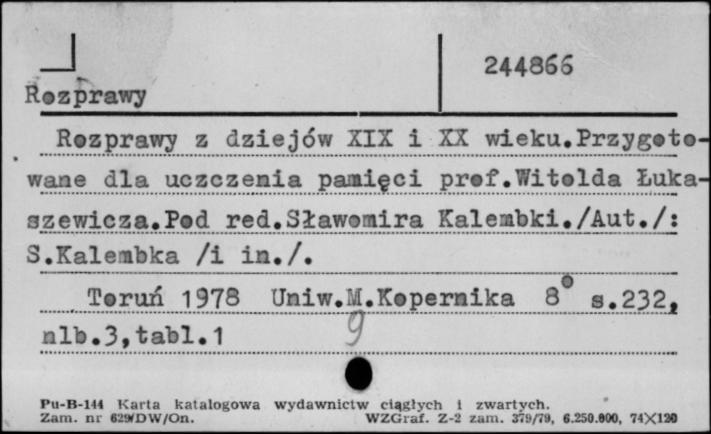 244866
Rozprawy
Rozprawy z dziejów XIX i XX wieku.Przygoto-
wane dla uczczenia pamięci prof.Witolda Łuka-
szewicza.Pod red.Sławomira Kalembki./Aut./:
S.Kalembka /i in./.
Toruń 1978 Uniw.M.Kopernika 8° s.232,
nlb.3,tabl.1
9
Pu-B-144 Karta katalogowa wydawnictw ciągłych i zwartych.
Zam. nr 629/DW/On. WZGraf. Z-2 zam. 379/79, 6.250.000, 74X120